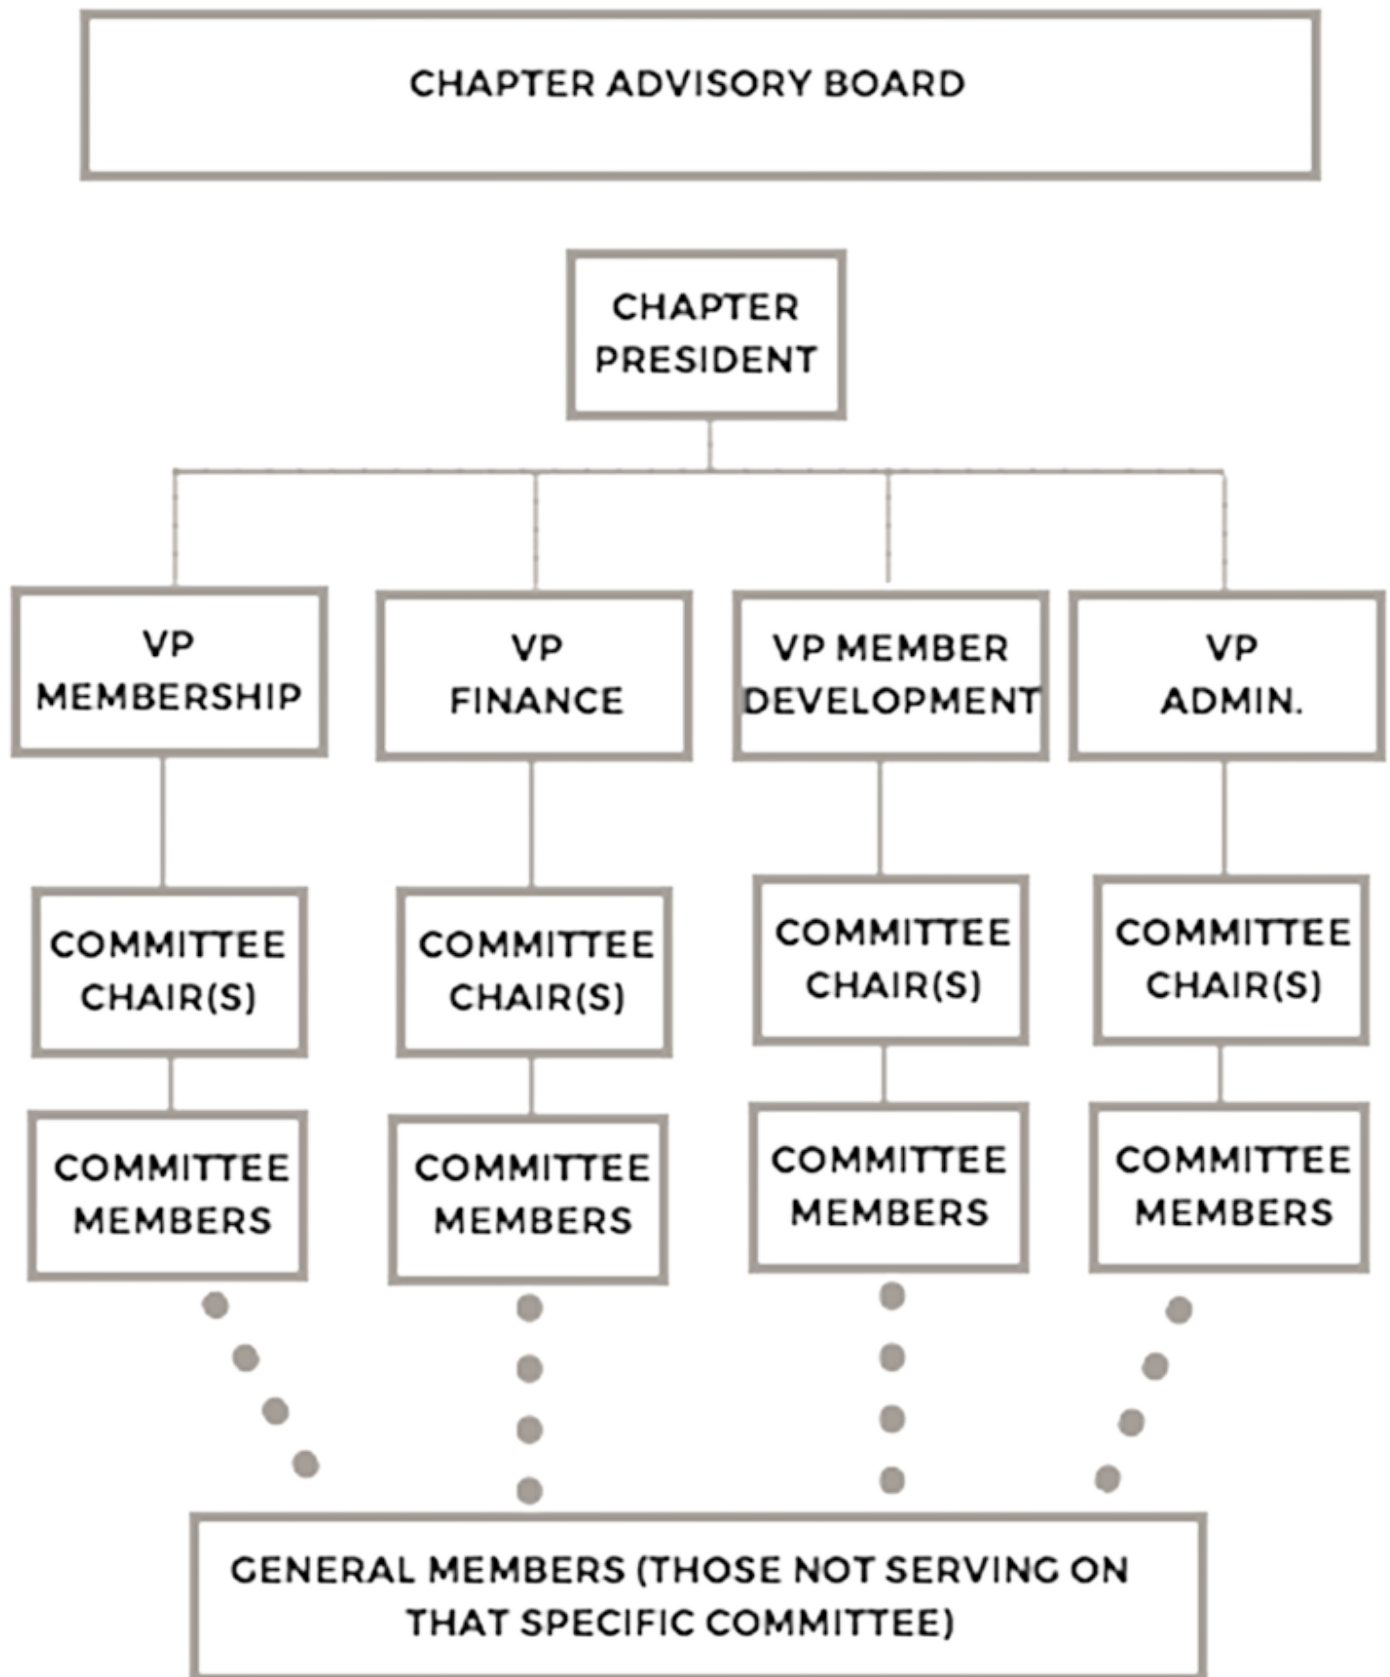 CHAPTER ADVISORY BOARD
CHAPTER
PRESIDENT
VP
MEMBERSHIP
VP
FINANCE
VP MEMBER
DEVELOPMENT
VP
ADMIN.
COMMITTEE
CHAIR(S)
COMMITTEE
CHAIR(S)
COMMITTEE
CHAIR(S)
COMMITTEE
CHAIR(S)
COMMITTEE
MEMBERS
COMMITTEE
MEMBERS
COMMITTEE
MEMBERS
COMMITTEE
MEMBERS
GENERAL MEMBERS (THOSE NOT SERVING ON
THAT SPECIFIC COMMITTEE)